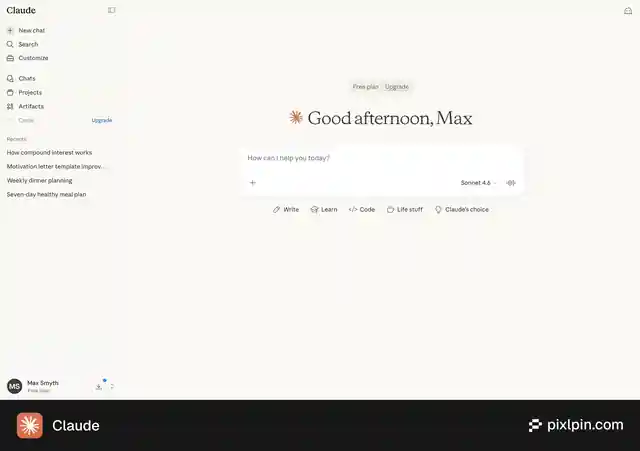 Claude
New chat
Search
Customize
Chats
Projects
Artifacts
Code Upgrade
Recents
How compound interest works
Motivation letter template improv...
Weekly dinner planning
Seven-day healthy meal plan
Free plan · Upgrade
Good afternoon, Max
How can I help you today?
Sonnet 4.6
Write
Learn
Code
Life stuff
Claude's choice
MS
Max Smyth
Free plan
Claude
pixlpin.com